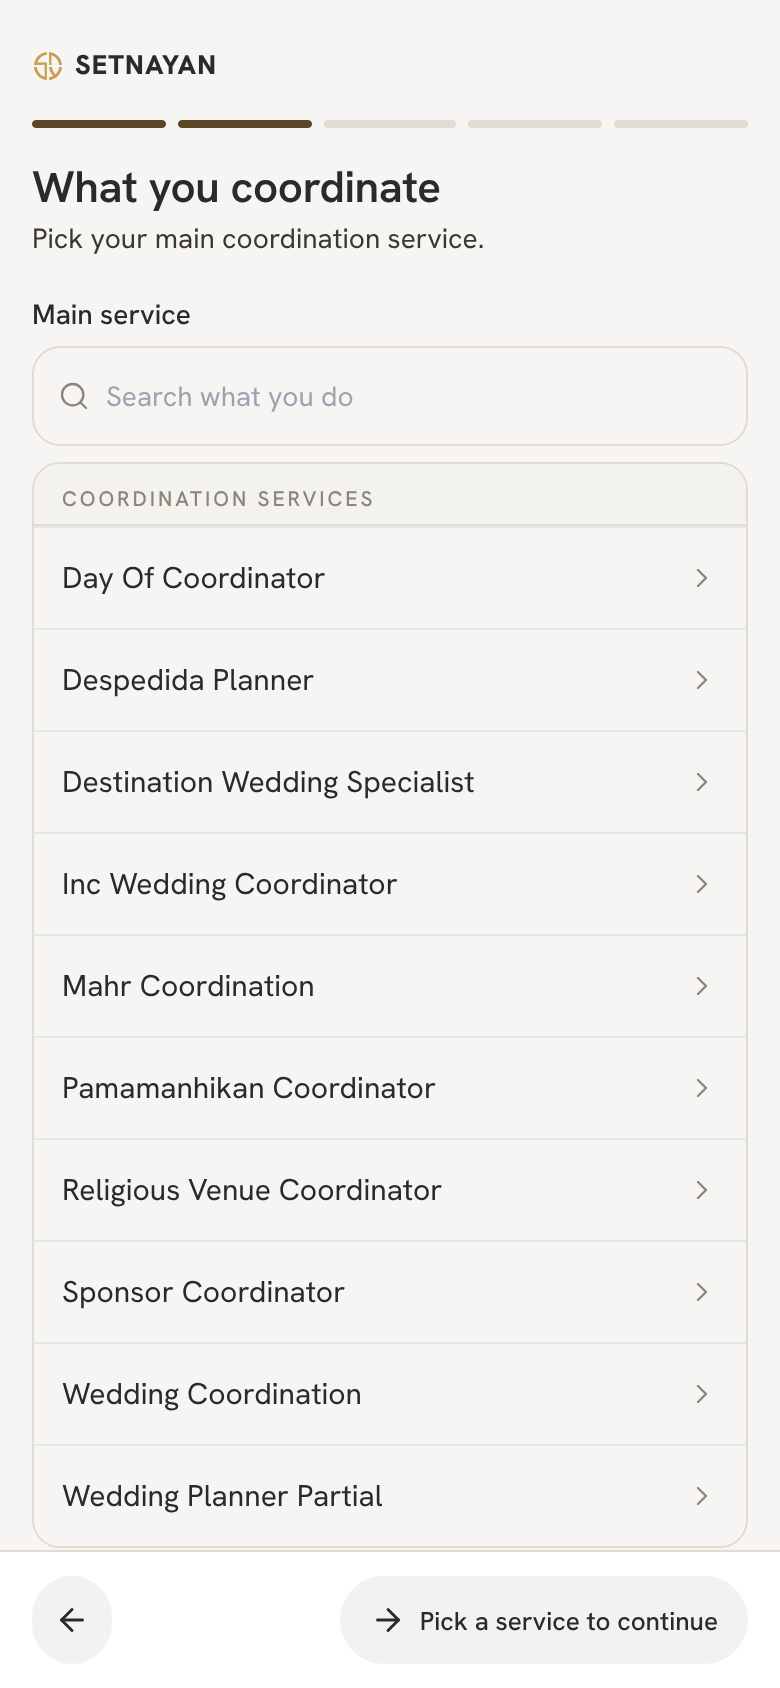 SETNAYAN
What you coordinate
Pick your main coordination service.
Main service
Search what you do
COORDINATION SERVICES
Day Of Coordinator
Despedida Planner
Destination Wedding Specialist
Inc Wedding Coordinator
Mahr Coordination
Pamamanhikan Coordinator
Religious Venue Coordinator
Sponsor Coordinator
Wedding Coordination
Wedding Planner Partial
Pick a service to continue